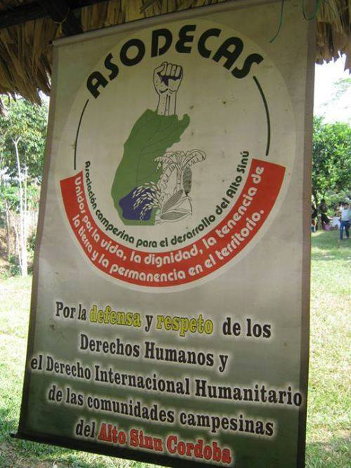 ASODECAS
Asociación campesina para el desarrollo del Alto Sinú
Unidas por la vida, la dignidad, la tenencia de
la tierra y la permanencia en el territorio.
Por la defensa y respeto de los
Derechos Humanos y
el Derecho Internacional Humanitario
de las comunidades campesinas
del Alto Sinu Cordoba